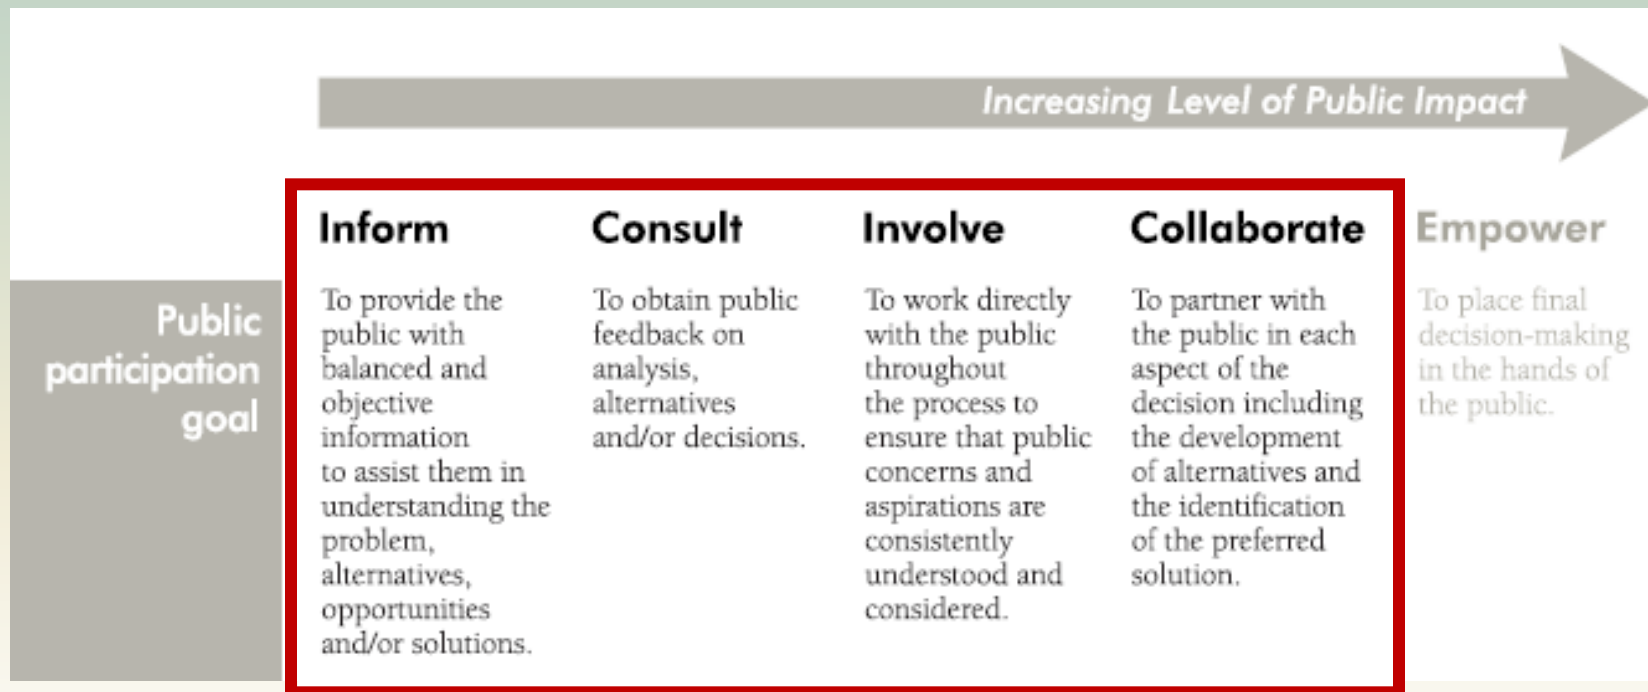 Increasing Level of Public Impact
Public
participation
goal
Inform
To provide the
public with
balanced and
objective
information
to assist them in
understanding the
problem,
alternatives,
opportunities
and/or solutions.
Consult
To obtain public
feedback on
analysis,
alternatives
and/or decisions.
Involve
To work directly
with the public
throughout
the process to
ensure that public
concerns and
aspirations are
consistently
understood and
considered.
Collaborate
To partner with
the public in each
aspect of the
decision including
the development
of alternatives and
the identification
of the preferred
solution.
Empower
To place final
decision-making
in the hands of
the public.